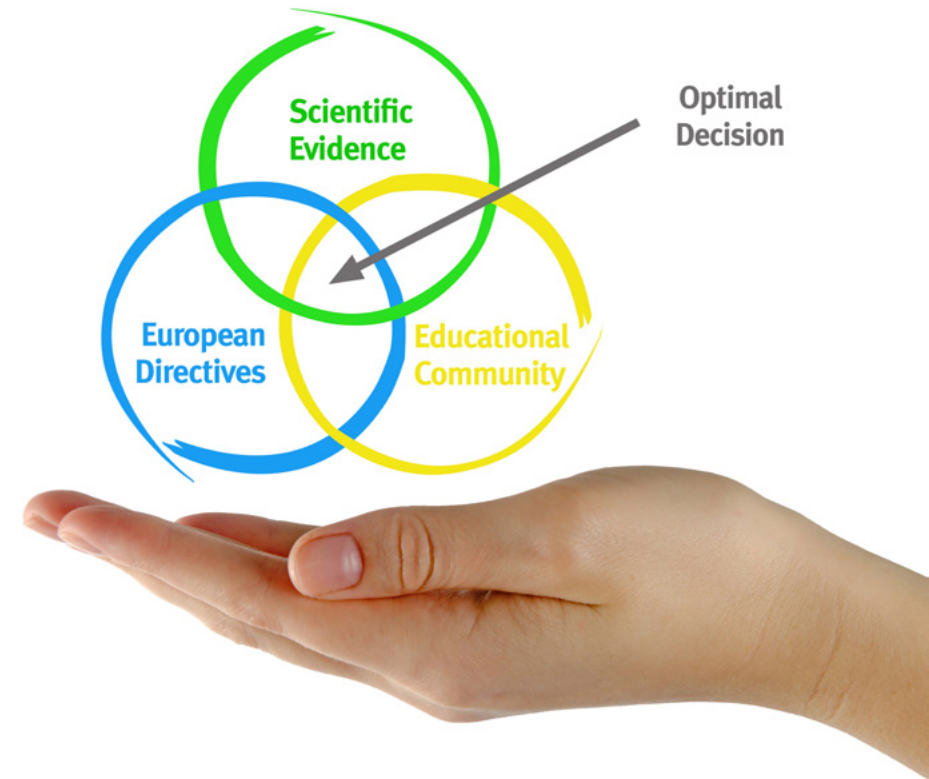 Scientific
Evidence
Optimal
Decision
European
Directives
Educational
Community